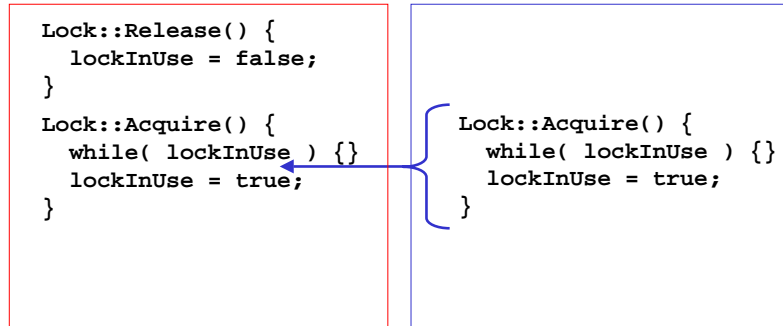 Lock::Release() {
  lockInUse = false;
}
Lock::Acquire() {
  while( lockInUse ) {}
  lockInUse = true;
}
Lock::Acquire() {
  while( lockInUse ) {}
  lockInUse = true;
}